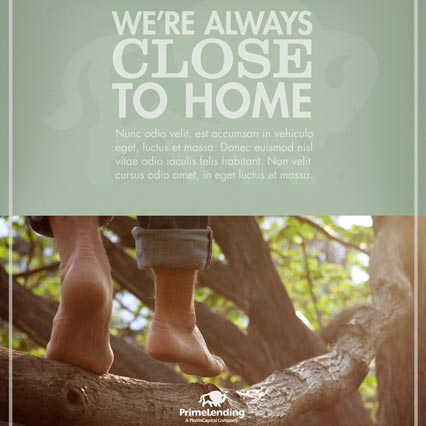 WE'RE ALWAYS
CLOSE
TO HOME
Nunc odio velit, est accumsan in vehicula
eget, luctus et massa. Donec euismod nisl
vitae odio iaculis felis habitant. Non velit
cursus odio amet, in eget luctus et massa.
PrimeLending
A PlainsCapital Company